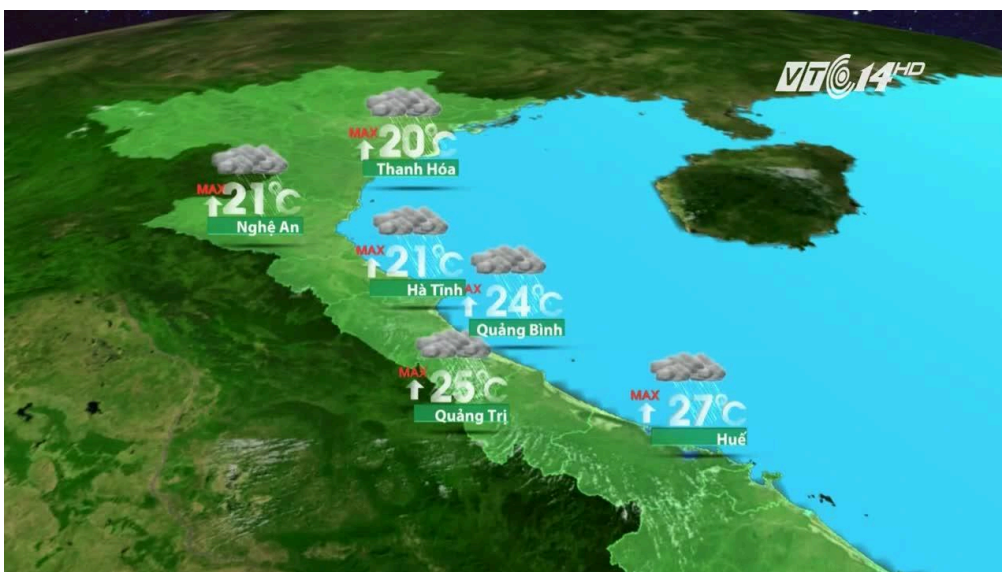 VTC14 HD
MAX
20°C
Thanh Hóa
MAX
21°C
Nghệ An
MAX
21°C
Hà Tĩnh
MAX
24°C
Quảng Bình
MAX
25°C
Quảng Trị
MAX
27°C
Huế